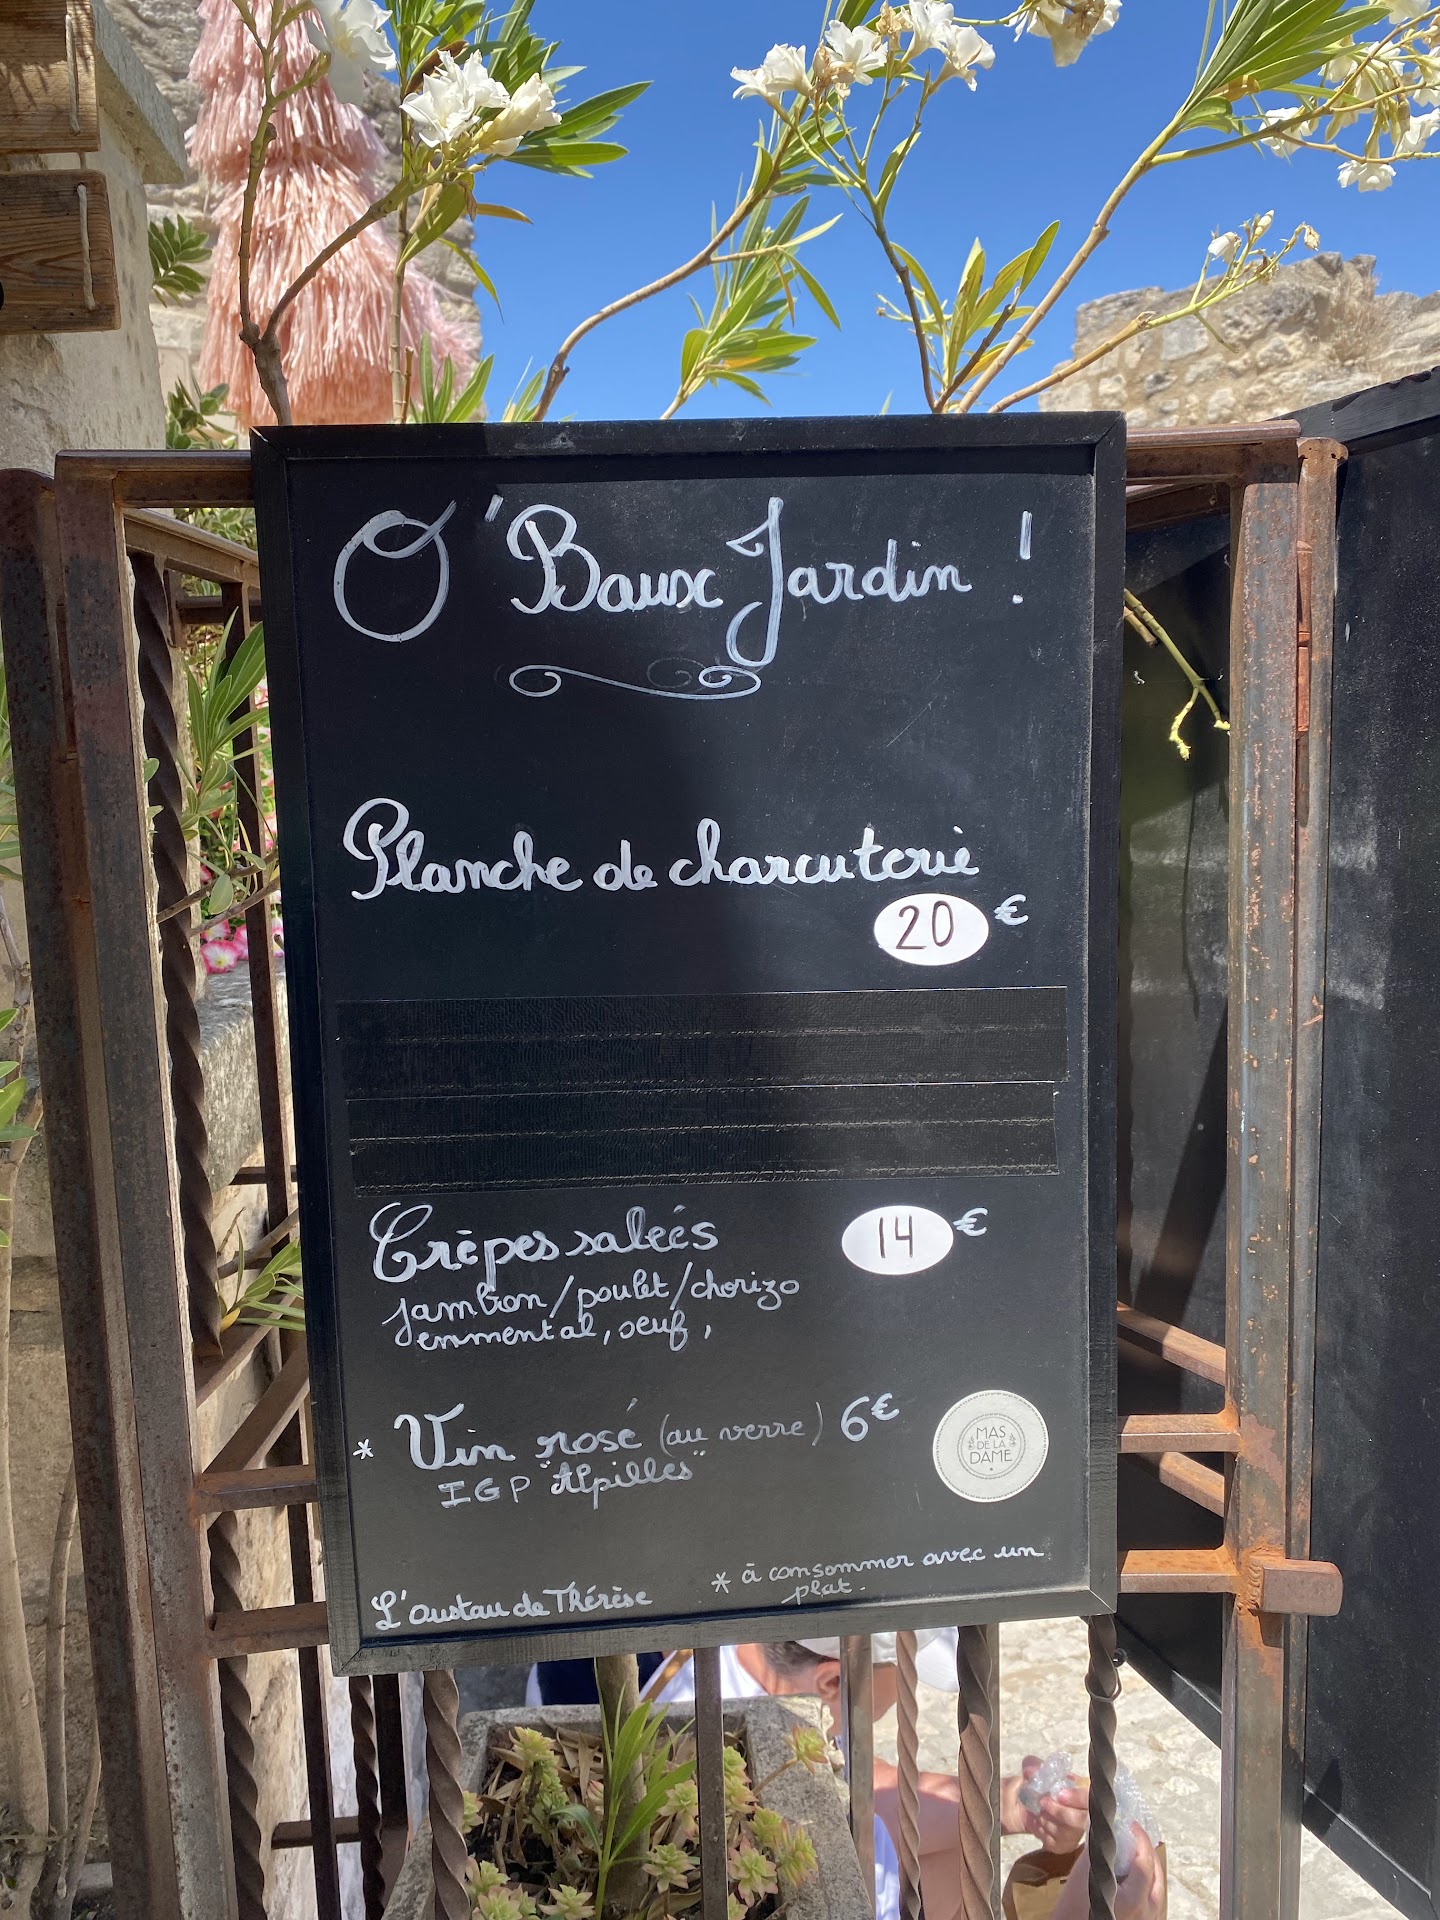 O'Baux Jardin !
Planche de charcuterie
20 €
Crêpes salées 14 €
jambon/poulet/chorizo
emmental, oeuf,
* Vin rosé (au verre) 6€
IGP "Alpilles"
MAS
DE LA
DAME
* à consommer avec un
plat.
L'Oustau de Thérèse